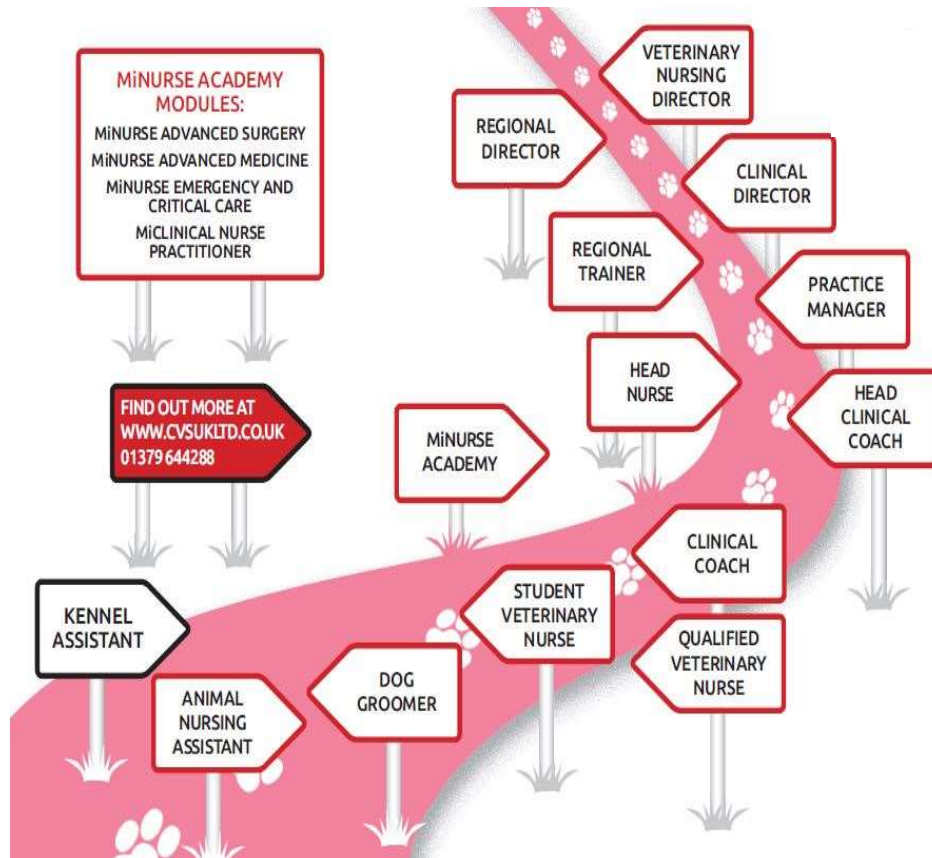 MiNURSE ACADEMY
MODULES:
MiNURSE ADVANCED SURGERY
MiNURSE ADVANCED MEDICINE
MiNURSE EMERGENCY AND
CRITICAL CARE
MiCLINICAL NURSE
PRACTITIONER
VETERINARY
NURSING
DIRECTOR
REGIONAL
DIRECTOR
CLINICAL
DIRECTOR
REGIONAL
TRAINER
PRACTICE
MANAGER
HEAD
NURSE
HEAD
CLINICAL
COACH
FIND OUT MORE AT
WWW.CVSUKLTD.CO.UK
01379 644288
MiNURSE
ACADEMY
CLINICAL
COACH
STUDENT
VETERINARY
NURSE
KENNEL
ASSISTANT
QUALIFIED
VETERINARY
NURSE
DOG
GROOMER
ANIMAL
NURSING
ASSISTANT